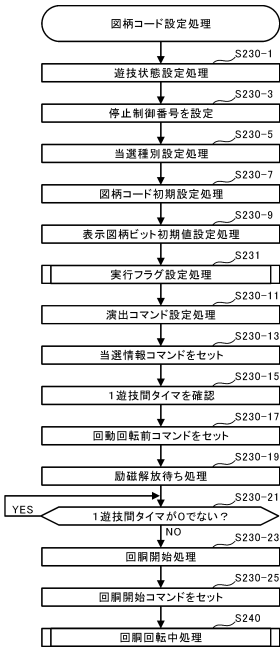 図柄コード設定処理
S230-1
遊技状態設定処理
S230-3
停止制御番号を設定
S230-5
当選種別設定処理
S230-7
図柄コード初期設定処理
S230-9
表示図柄ビット初期値設定処理
S231
実行フラグ設定処理
S230-11
演出コマンド設定処理
S230-13
当選情報コマンドをセット
S230-15
1遊技間タイマを確認
S230-17
回動回転前コマンドをセット
S230-19
励磁解放待ち処理
S230-21
YES
1遊技間タイマが0でない?
NO
S230-23
回胴開始処理
S230-25
回胴開始コマンドをセット
S240
回胴回転中処理